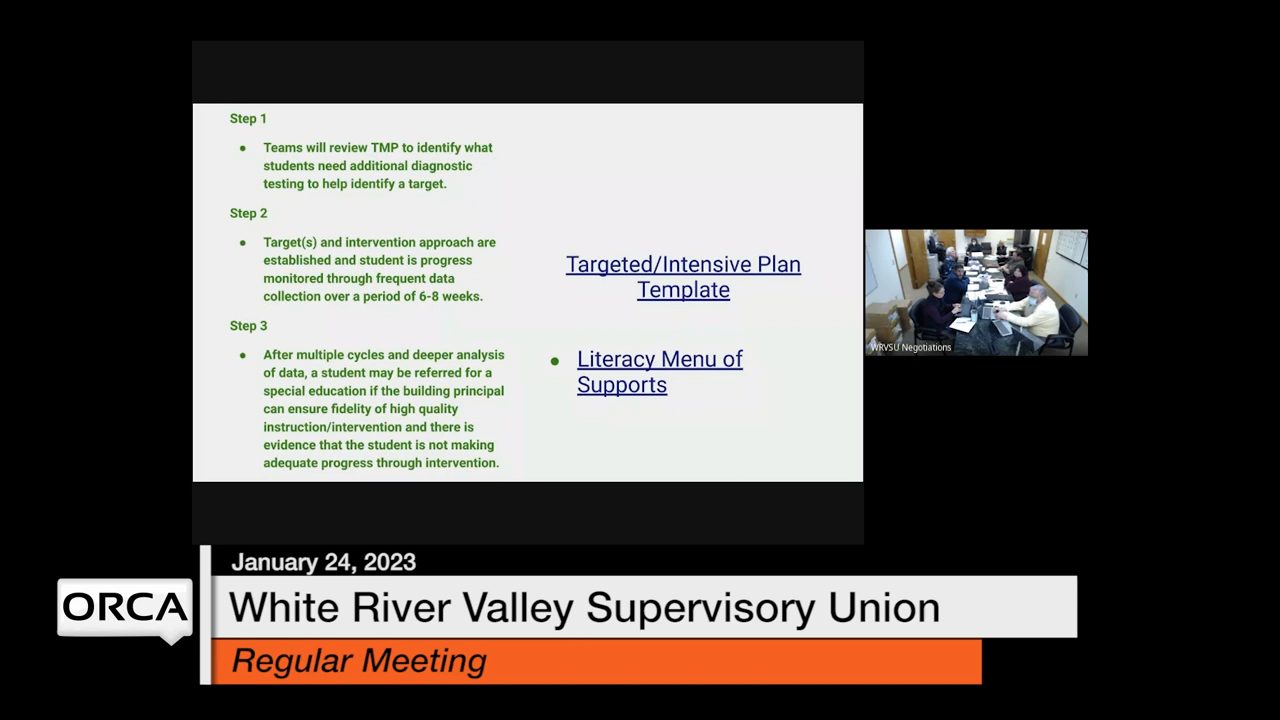 Step 1
● Teams will review TMP to identify what
students need additional diagnostic
testing to help identify a target.
Step 2
● Target(s) and intervention approach are
established and student is progress
monitored through frequent data
collection over a period of 6-8 weeks.
Step 3
● After multiple cycles and deeper analysis
of data, a student may be referred for a
special education if the building principal
can ensure fidelity of high quality
instruction/intervention and there is
evidence that the student is not making
adequate progress through intervention.
Targeted/Intensive Plan
Template
● Literacy Menu of
Supports
WRVSU Negotiations
January 24, 2023
ORCA
White River Valley Supervisory Union
Regular Meeting